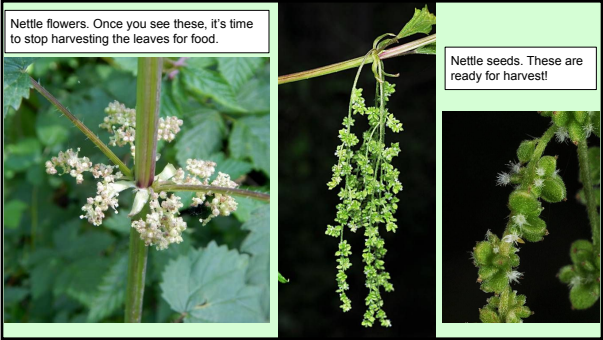 Nettle flowers. Once you see these, it's time
to stop harvesting the leaves for food.
Nettle seeds. These are
ready for harvest!